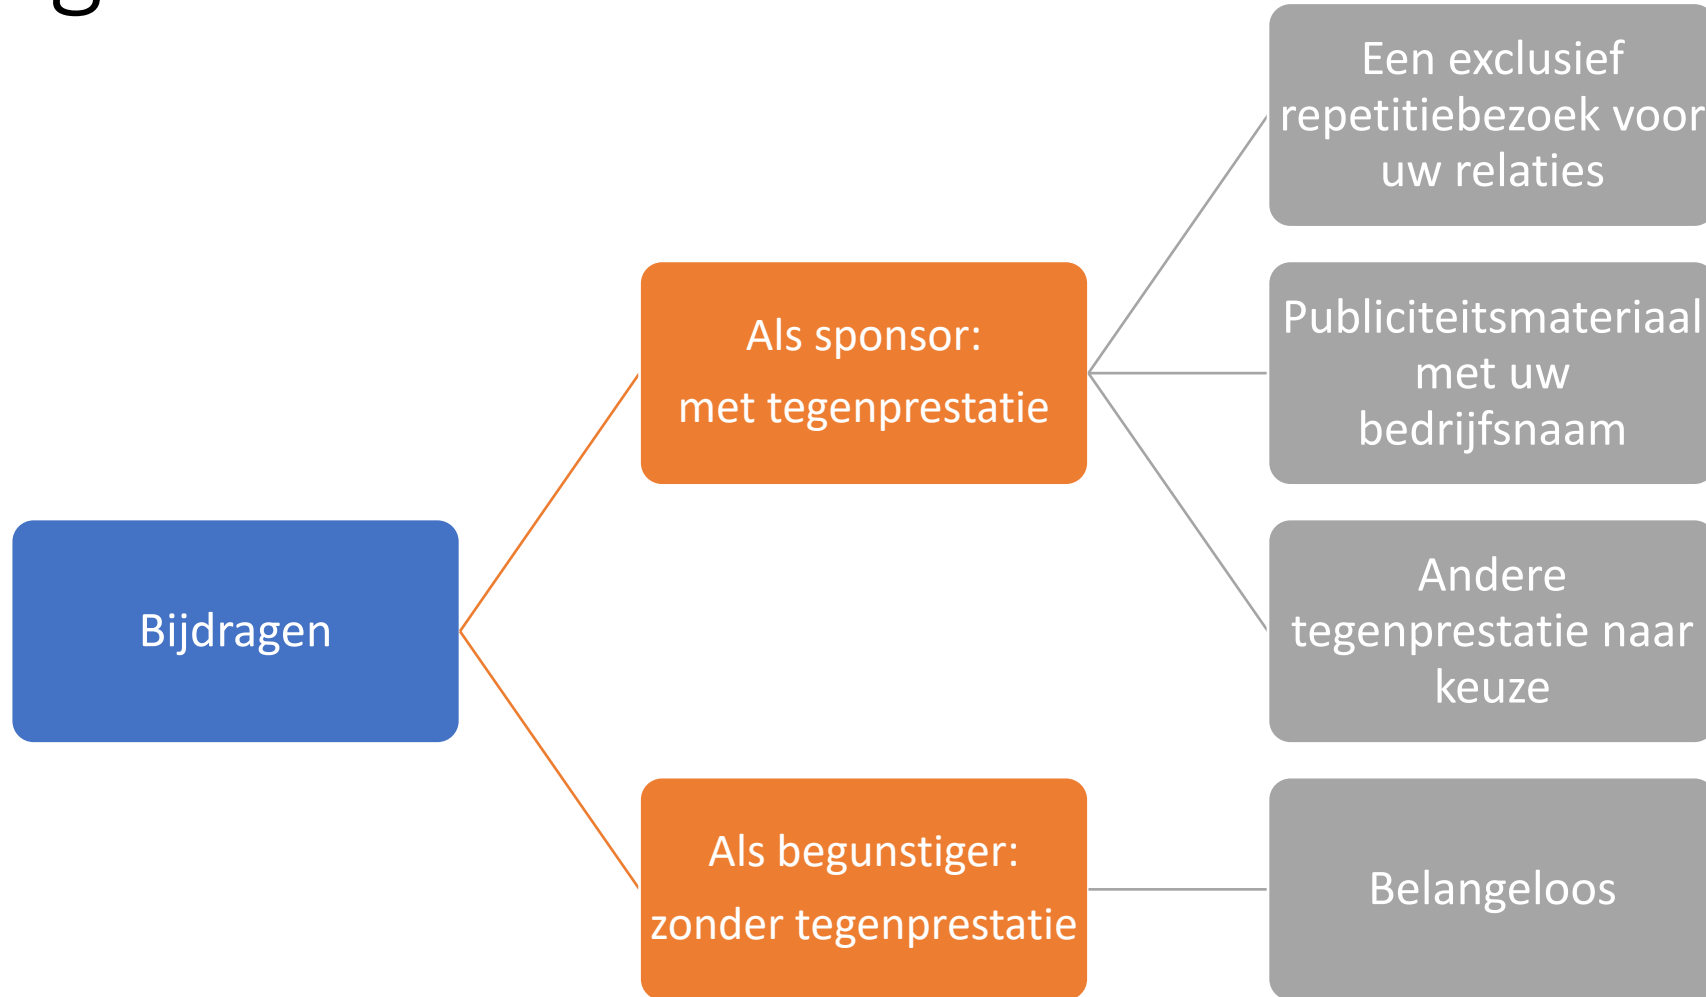 g
Een exclusief
repetitiebezoek voor
uw relaties
Als sponsor:
met tegenprestatie
Publiciteitsmateriaal
met uw
bedrijfsnaam
Bijdragen
Andere
tegenprestatie naar
keuze
Als begunstiger:
zonder tegenprestatie
Belangeloos